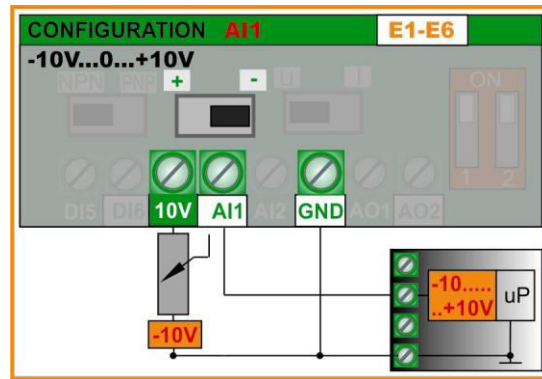 CONFIGURATION AI1 E1-E6
-10V...0...+10V
NPN PNP + - U I ON
1 2
DI5 DI6 10V AI1 AI2 GND AO1 AO2
-10.....
..+10V
uP
-10V